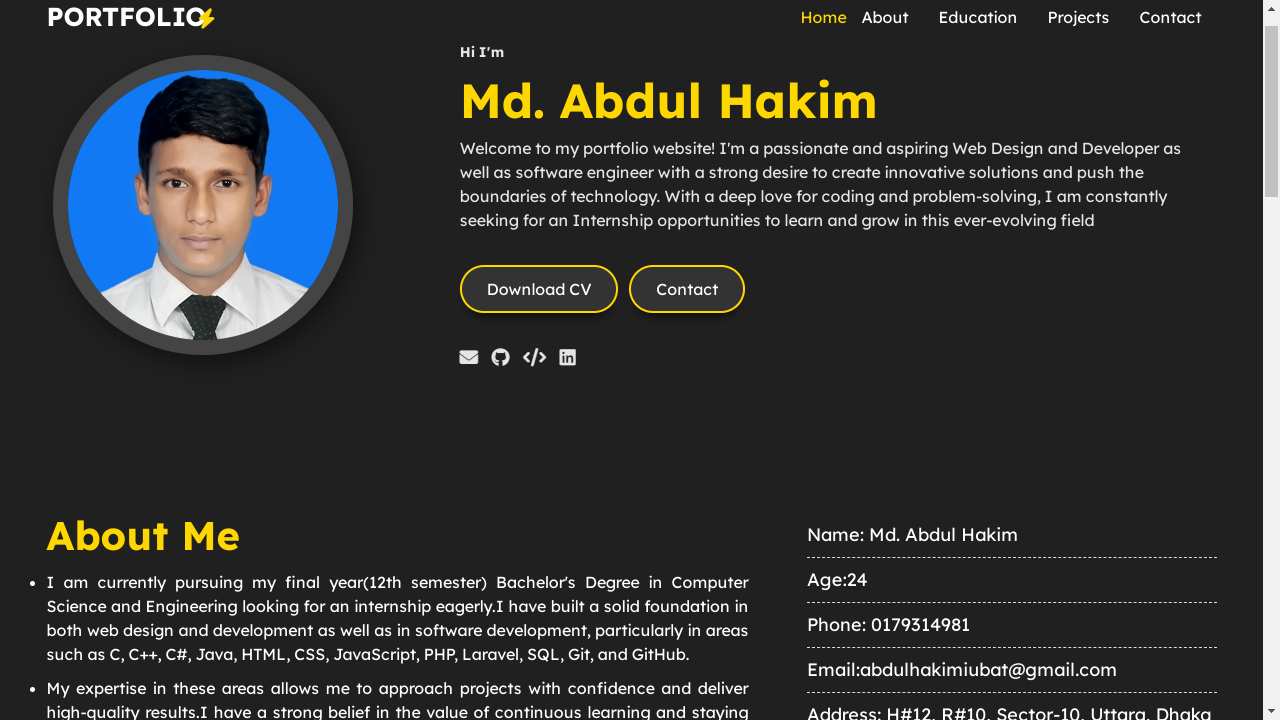 PORTFOLIO
Home About Education Projects Contact
Hi I'm
Md. Abdul Hakim
Welcome to my portfolio website! I'm a passionate and aspiring Web Design and Developer as
well as software engineer with a strong desire to create innovative solutions and push the
boundaries of technology. With a deep love for coding and problem-solving, I am constantly
seeking for an Internship opportunities to learn and grow in this ever-evolving field
Download CV Contact
About Me
• I am currently pursuing my final year(12th semester) Bachelor's Degree in Computer
Science and Engineering looking for an internship eagerly.I have built a solid foundation in
both web design and development as well as in software development, particularly in areas
such as C, C++, C#, Java, HTML, CSS, JavaScript, PHP, Laravel, SQL, Git, and GitHub.
• My expertise in these areas allows me to approach projects with confidence and deliver
high-quality results.I have a strong belief in the value of continuous learning and staying
Name: Md. Abdul Hakim
Age:24
Phone: 0179314981
Email:abdulhakimiubat@gmail.com
Address: H#12, R#10, Sector-10, Uttara, Dhaka